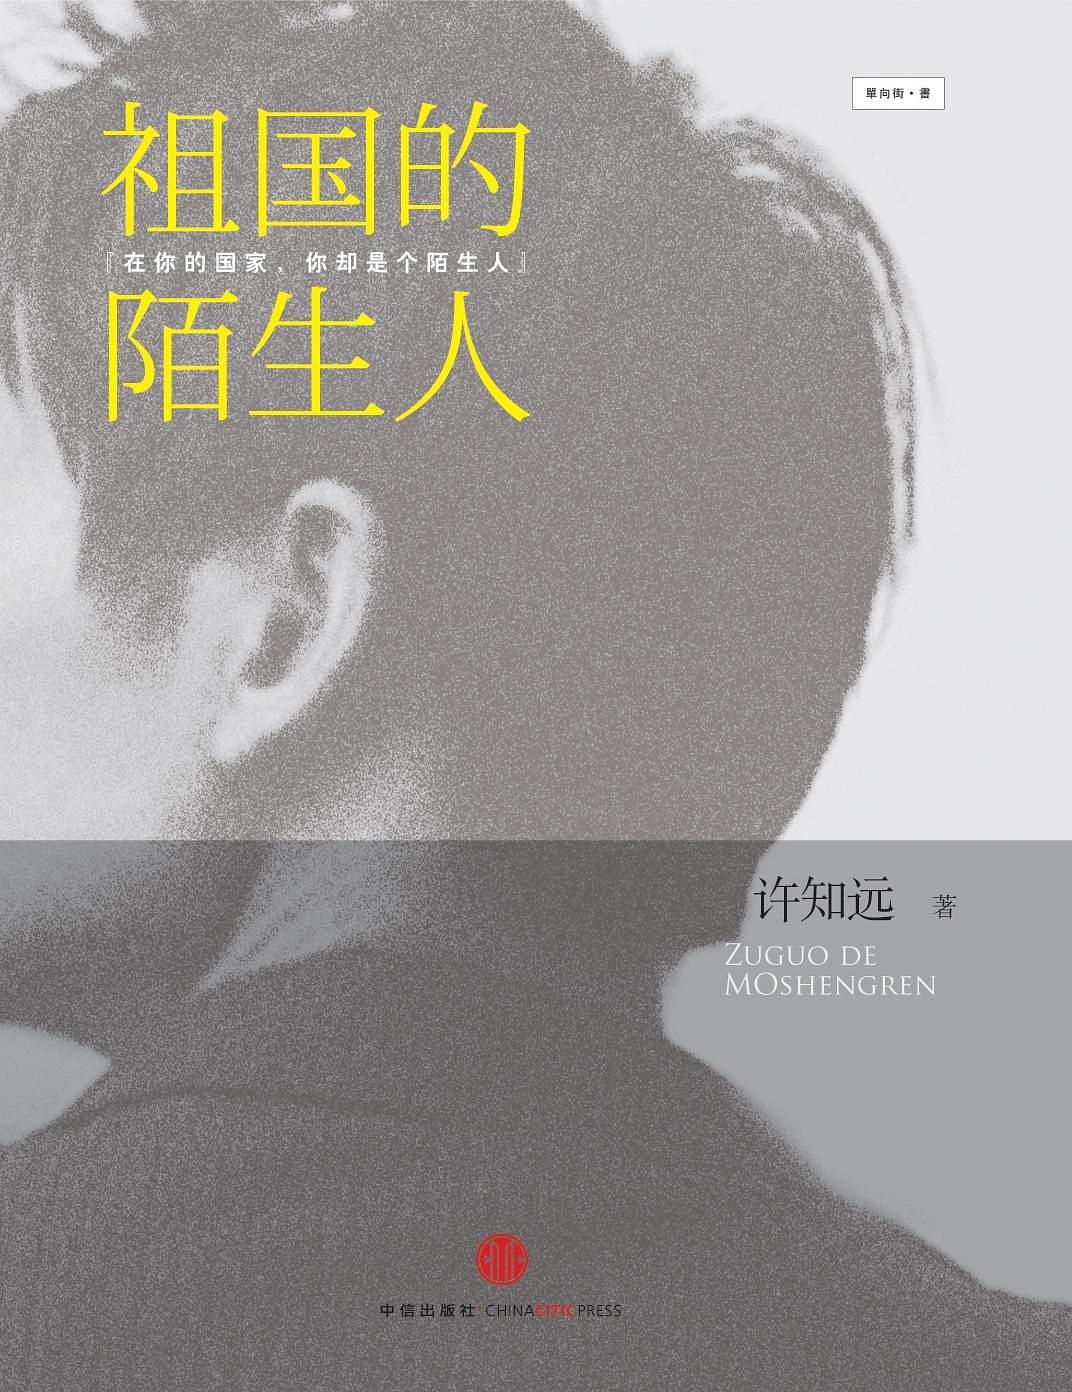 單向街·書
祖国的
『在你的国家，你却是个陌生人』
陌生人
许知远 著
ZUGUO DE
MOSHENGREN
中信出版社·CHINACITICPRESS